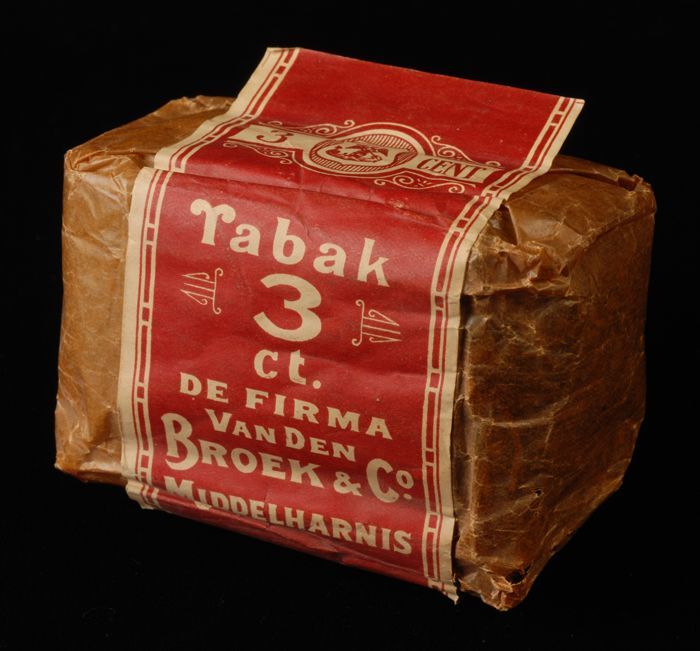 3 CENT
Tabak
3
ct.
DE FIRMA
VAN DEN
BROEK & Co.
MIDDELHARNIS